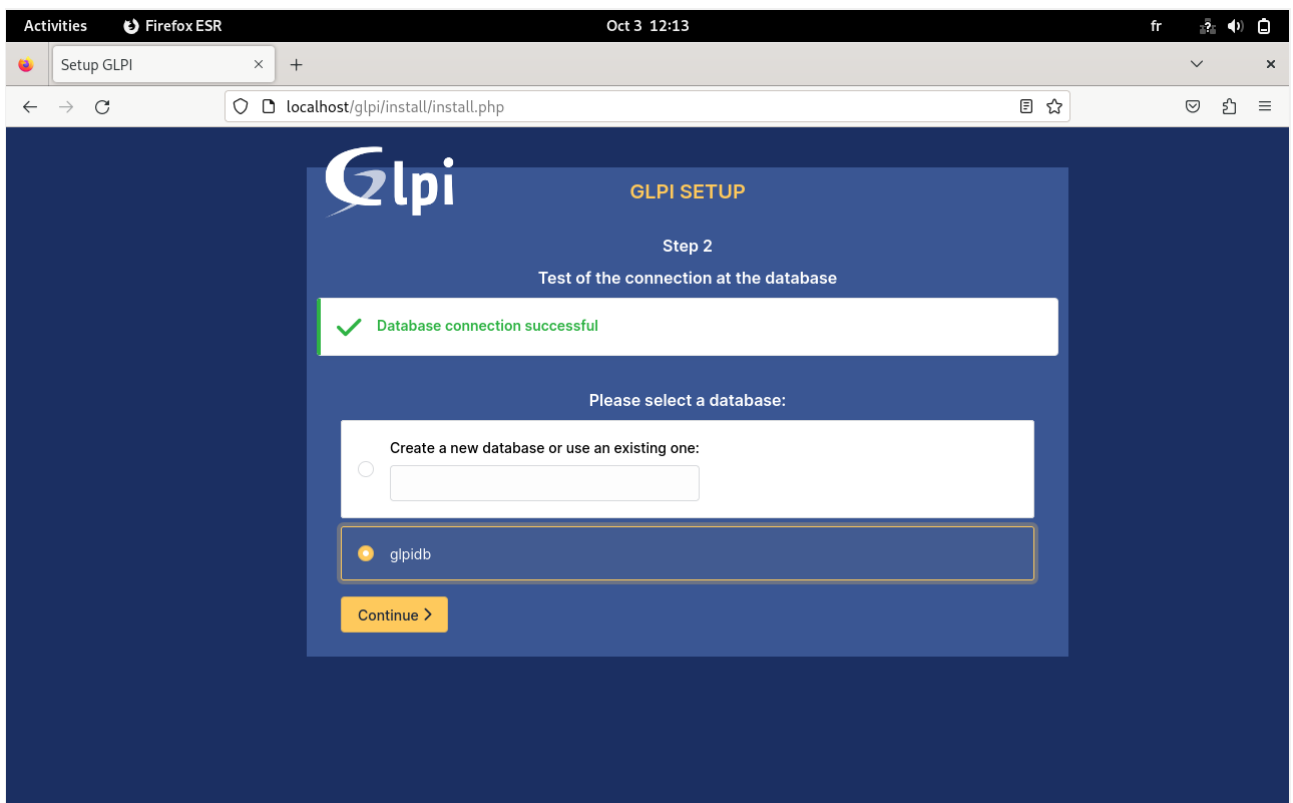 Activities Firefox ESR Oct 3 12:13 fr
Setup GLPI
localhost/glpi/install/install.php
Glpi
GLPI SETUP
Step 2
Test of the connection at the database
Database connection successful
Please select a database:
Create a new database or use an existing one:
glpidb
Continue